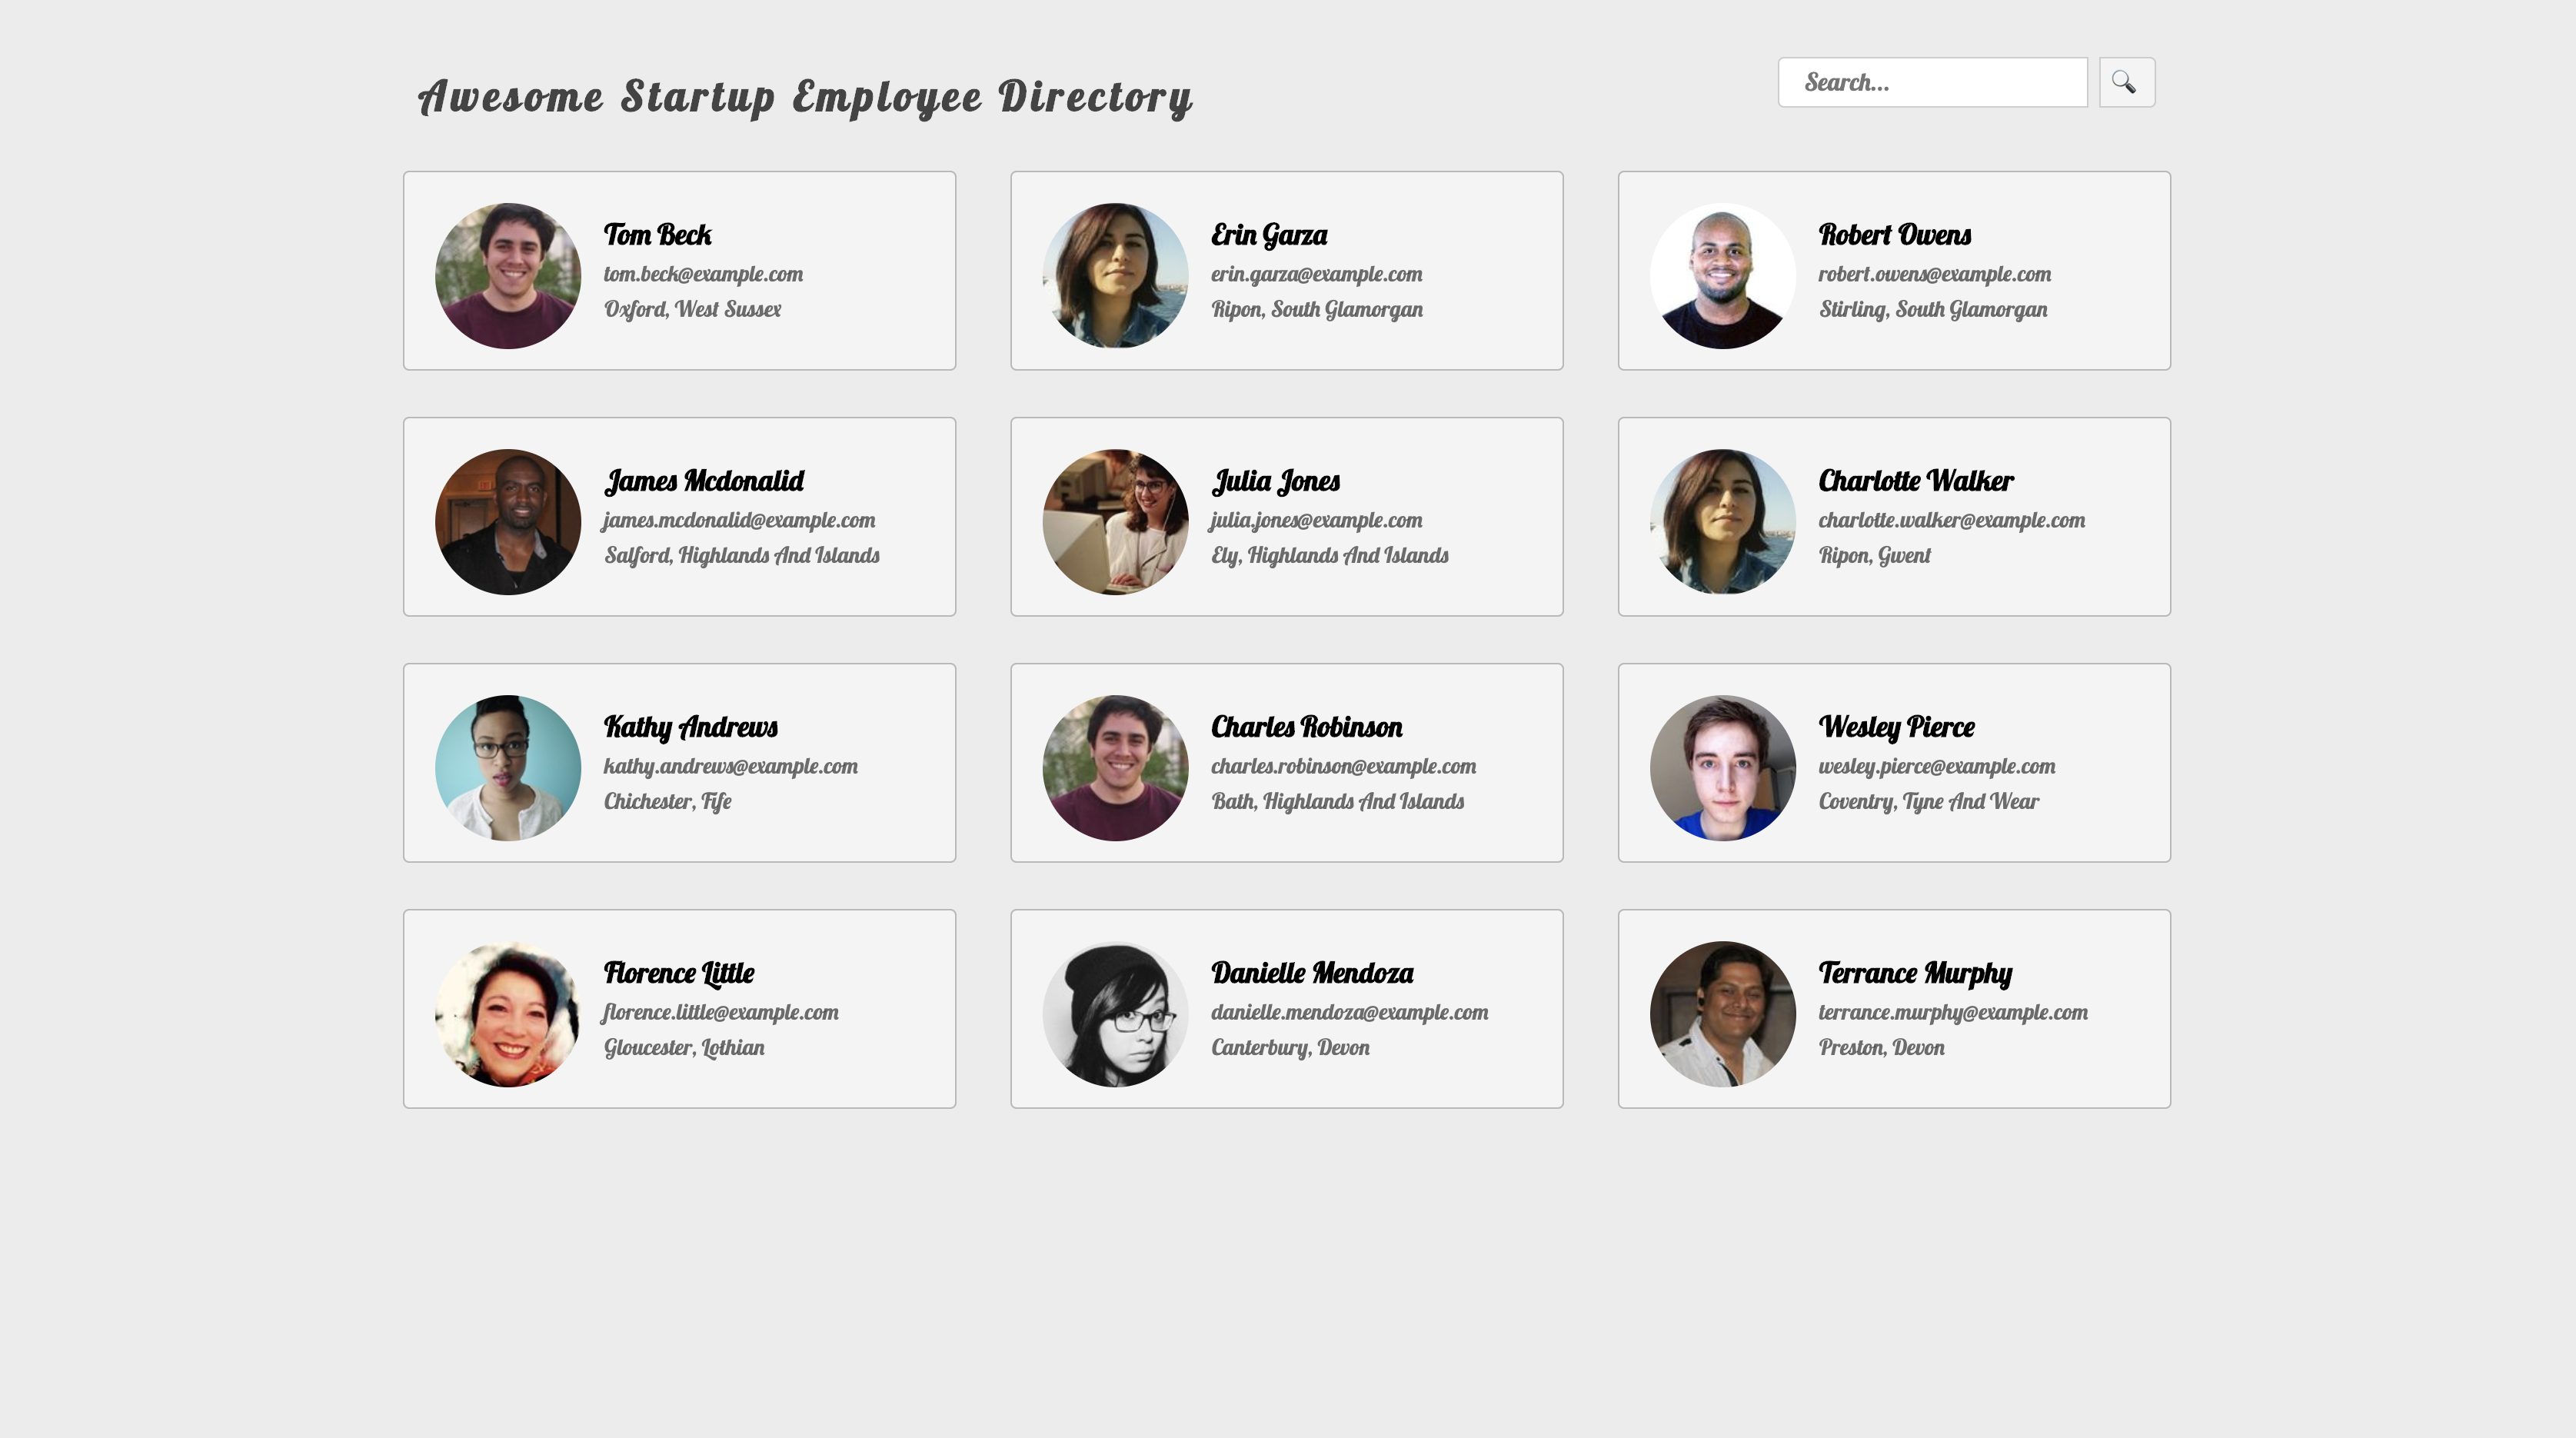 Awesome Startup Employee Directory
Search...
Tom Beck
tom.beck@example.com
Oxford, West Sussex
Erin Garza
erin.garza@example.com
Ripon, South Glamorgan
Robert Owens
robert.owens@example.com
Stirling, South Glamorgan
James Mcdonalid
james.mcdonalid@example.com
Salford, Highlands And Islands
Julia Jones
julia.jones@example.com
Ely, Highlands And Islands
Charlotte Walker
charlotte.walker@example.com
Ripon, Gwent
Kathy Andrews
kathy.andrews@example.com
Chichester, Fife
Charles Robinson
charles.robinson@example.com
Bath, Highlands And Islands
Wesley Pierce
wesley.pierce@example.com
Coventry, Tyne And Wear
Florence Little
florence.little@example.com
Gloucester, Lothian
Danielle Mendoza
danielle.mendoza@example.com
Canterbury, Devon
Terrance Murphy
terrance.murphy@example.com
Preston, Devon